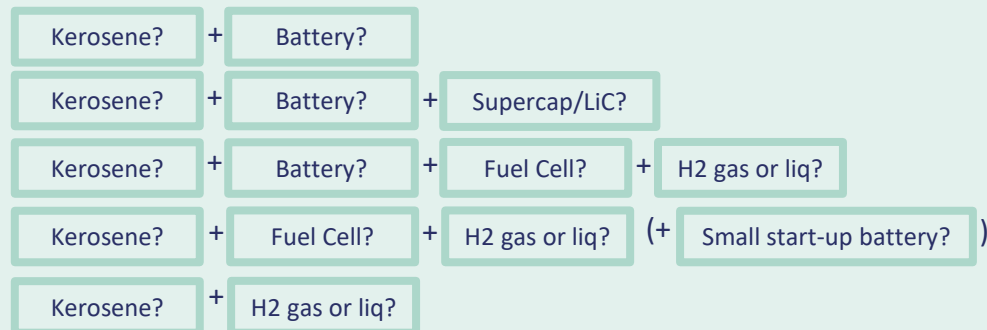 Kerosene? + Battery?
Kerosene? + Battery? + Supercap/LiC?
Kerosene? + Battery? + Fuel Cell? + H2 gas or liq?
Kerosene? + Fuel Cell? + H2 gas or liq? (+ Small start-up battery? )
Kerosene? + H2 gas or liq?